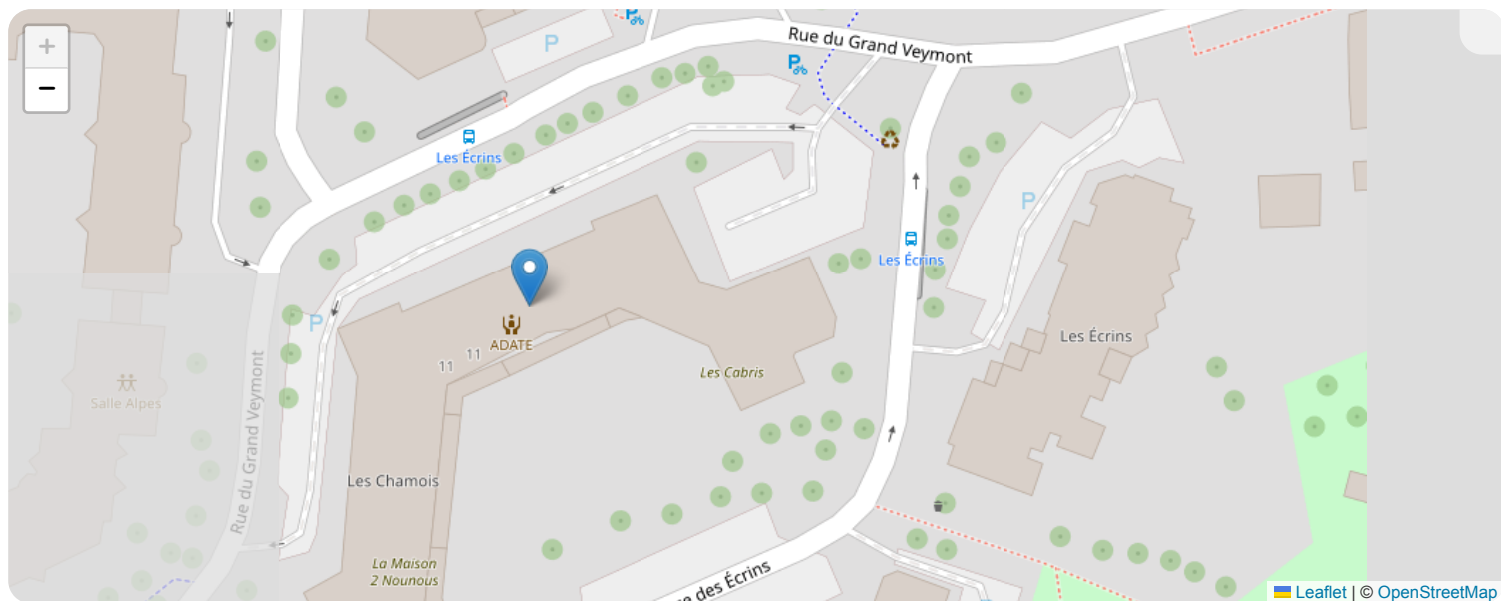 +
−
P
P
Rue du Grand Veymont
P
Les Écrins
P
Les Écrins
P
ADATE
11
11
Les Écrins
Les Cabris
Salle Alpes
Rue du Grand Veymont
Les Chamois
La Maison
2 Nounous
e des Écrins
Leaflet | © OpenStreetMap